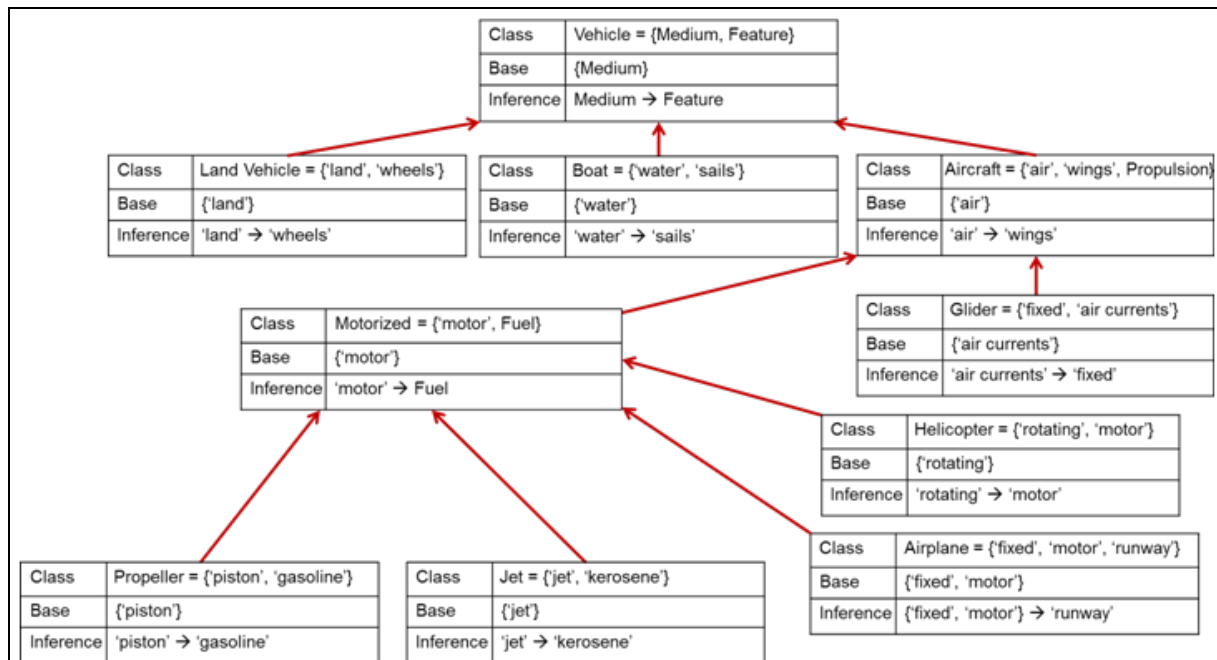 Class Vehicle = {Medium, Feature}
Base {Medium}
Inference Medium → Feature
Class Land Vehicle = {‘land’, ‘wheels’}
Base {‘land’}
Inference ‘land’ → ‘wheels’
Class Boat = {‘water’, ‘sails’}
Base {‘water’}
Inference ‘water’ → ‘sails’
Class Aircraft = {‘air’, ‘wings’, Propulsion}
Base {‘air’}
Inference ‘air’ → ‘wings’
Class Motorized = {‘motor’, Fuel}
Base {‘motor’}
Inference ‘motor’ → Fuel
Class Glider = {‘fixed’, ‘air currents’}
Base {‘air currents’}
Inference ‘air currents’ → ‘fixed’
Class Helicopter = {‘rotating’, ‘motor’}
Base {‘rotating’}
Inference ‘rotating’ → ‘motor’
Class Propeller = {‘piston’, ‘gasoline’}
Base {‘piston’}
Inference ‘piston’ → ‘gasoline’
Class Jet = {‘jet’, ‘kerosene’}
Base {‘jet’}
Inference ‘jet’ → ‘kerosene’
Class Airplane = {‘fixed’, ‘motor’, ‘runway’}
Base {‘fixed’, ‘motor’}
Inference {‘fixed’, ‘motor’} → ‘runway’